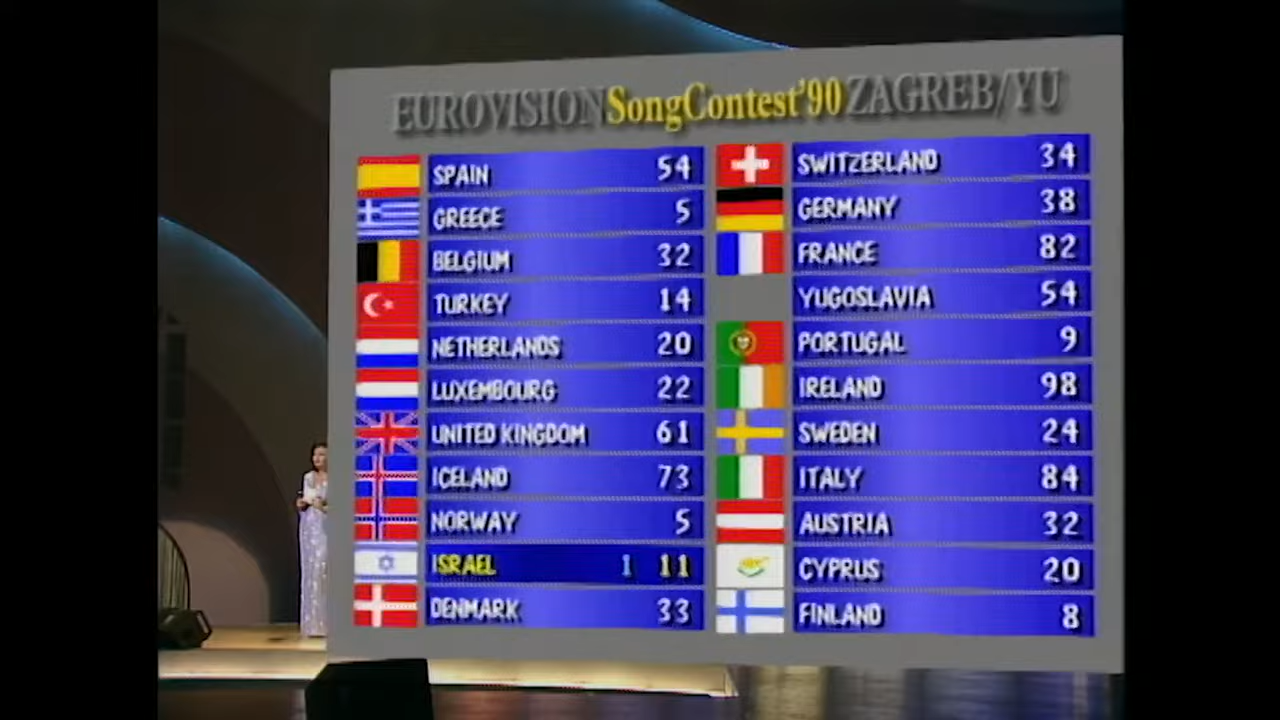 EUROVISION SongContest'90 ZAGREB/YU
SPAIN 54
GREECE 5
BELGIUM 32
TURKEY 14
NETHERLANDS 20
LUXEMBOURG 22
UNITED KINGDOM 61
ICELAND 73
NORWAY 5
ISRAEL 1 11
DENMARK 33
SWITZERLAND 34
GERMANY 38
FRANCE 82
YUGOSLAVIA 54
PORTUGAL 9
IRELAND 98
SWEDEN 24
ITALY 84
AUSTRIA 32
CYPRUS 20
FINLAND 8